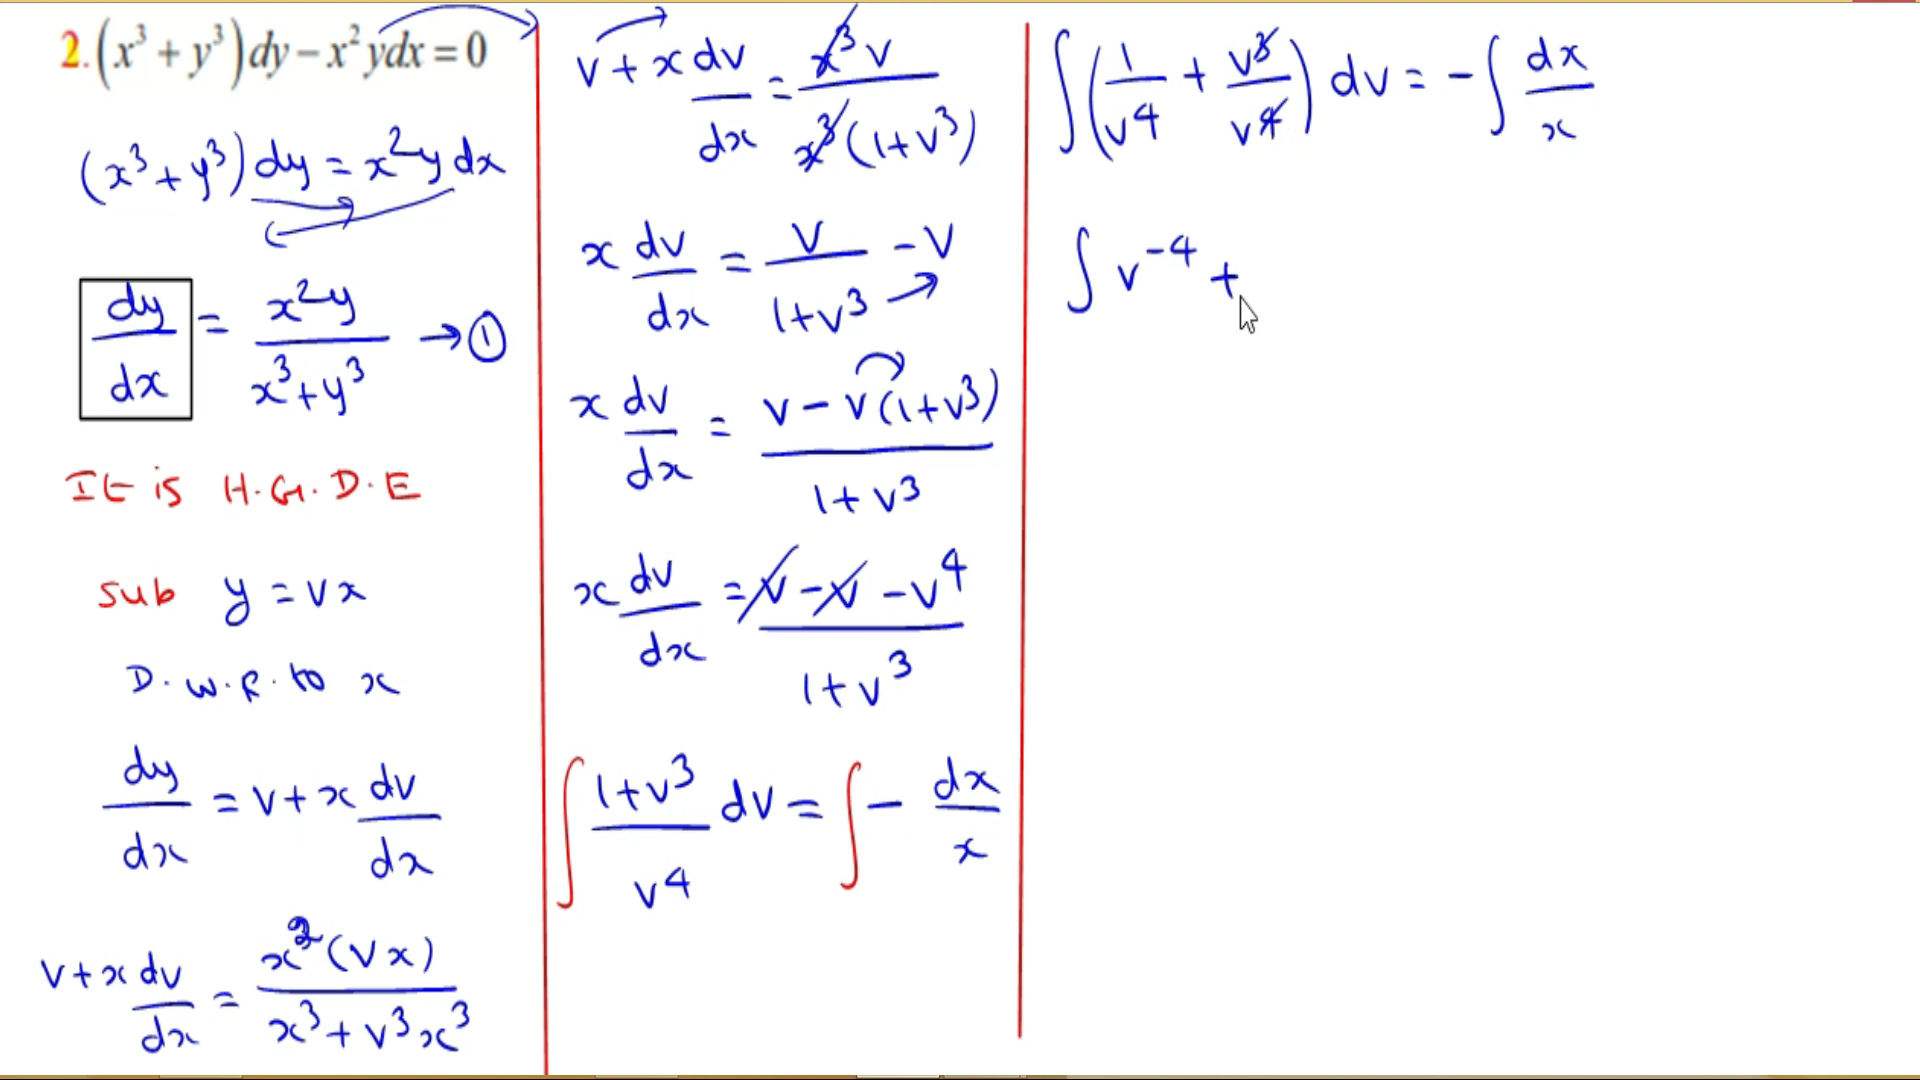 2. (x³ + y³)dy − x² ydx = 0
(x³ + y³) dy = x²y dx
dy/dx = x²y / x³+y³ → ①
It is H.G.D.E
Sub y = vx
D.W.R. to x
dy/dx = v + x dv/dx
v + x dv/dx = x²(vx) / x³ + v³x³
v + x dv/dx = x³v / x³(1+v³)
x dv/dx = v / 1+v³ − v
x dv/dx = v − v(1+v³) / 1+v³
x dv/dx = v − v − v⁴ / 1+v³
∫ 1+v³ / v⁴ dv = ∫ − dx/x
∫ (1/v⁴ + v³/v⁴) dv = −∫ dx/x
∫ v⁻⁴ +